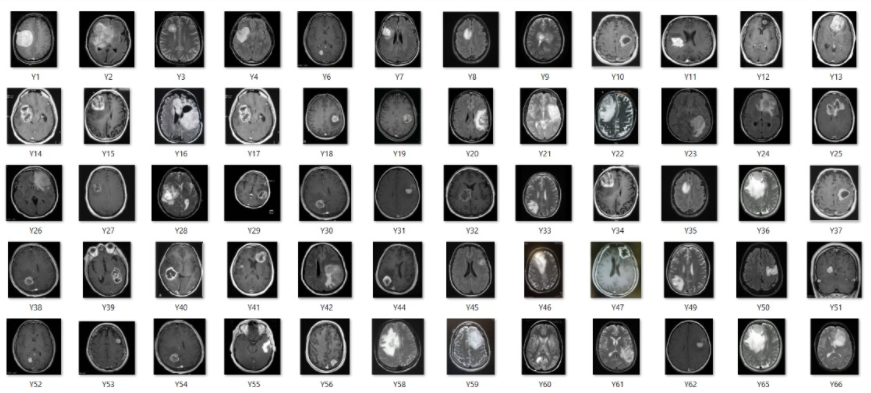 Y1 Y2 Y3 Y4 Y6 Y7 Y8 Y9 Y10 Y11 Y12 Y13
Y14 Y15 Y16 Y17 Y18 Y19 Y20 Y21 Y22 Y23 Y24 Y25
Y26 Y27 Y28 Y29 Y30 Y31 Y32 Y33 Y34 Y35 Y36 Y37
Y38 Y39 Y40 Y41 Y42 Y44 Y45 Y46 Y47 Y49 Y50 Y51
Y52 Y53 Y54 Y55 Y56 Y58 Y59 Y60 Y61 Y62 Y65 Y66